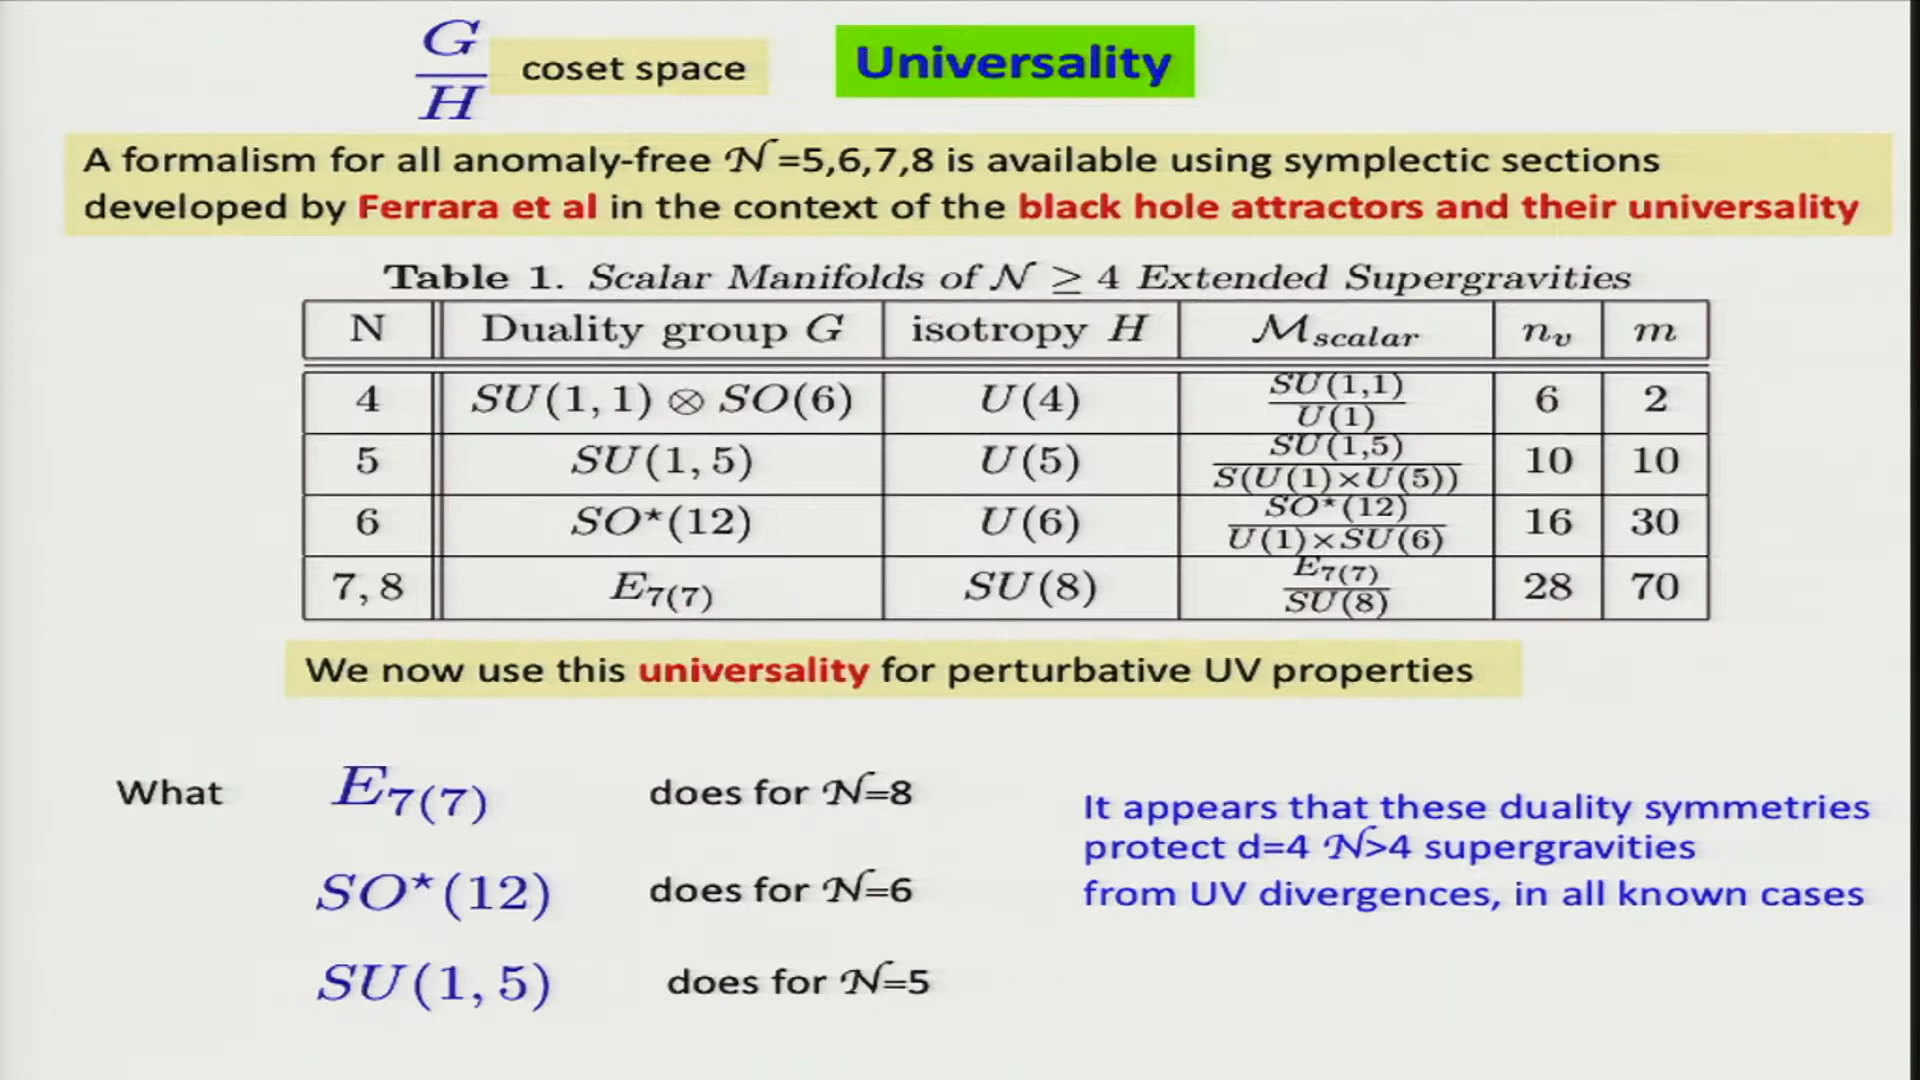 G
H
coset space
Universality
A formalism for all anomaly-free 𝒩=5,6,7,8 is available using symplectic sections
developed by Ferrara et al in the context of the black hole attractors and their universality
Table 1. Scalar Manifolds of 𝒩 ≥ 4 Extended Supergravities
N Duality group G isotropy H ℳ_scalar n_v m
4 SU(1,1) ⊗ SO(6) U(4) SU(1,1)/U(1) 6 2
5 SU(1,5) U(5) SU(1,5)/S(U(1)×U(5)) 10 10
6 SO⋆(12) U(6) SO⋆(12)/U(1)×SU(6) 16 30
7,8 E_7(7) SU(8) E_7(7)/SU(8) 28 70
We now use this universality for perturbative UV properties
What E_7(7) does for 𝒩=8
SO⋆(12) does for 𝒩=6
SU(1,5) does for 𝒩=5
It appears that these duality symmetries
protect d=4 𝒩>4 supergravities
from UV divergences, in all known cases